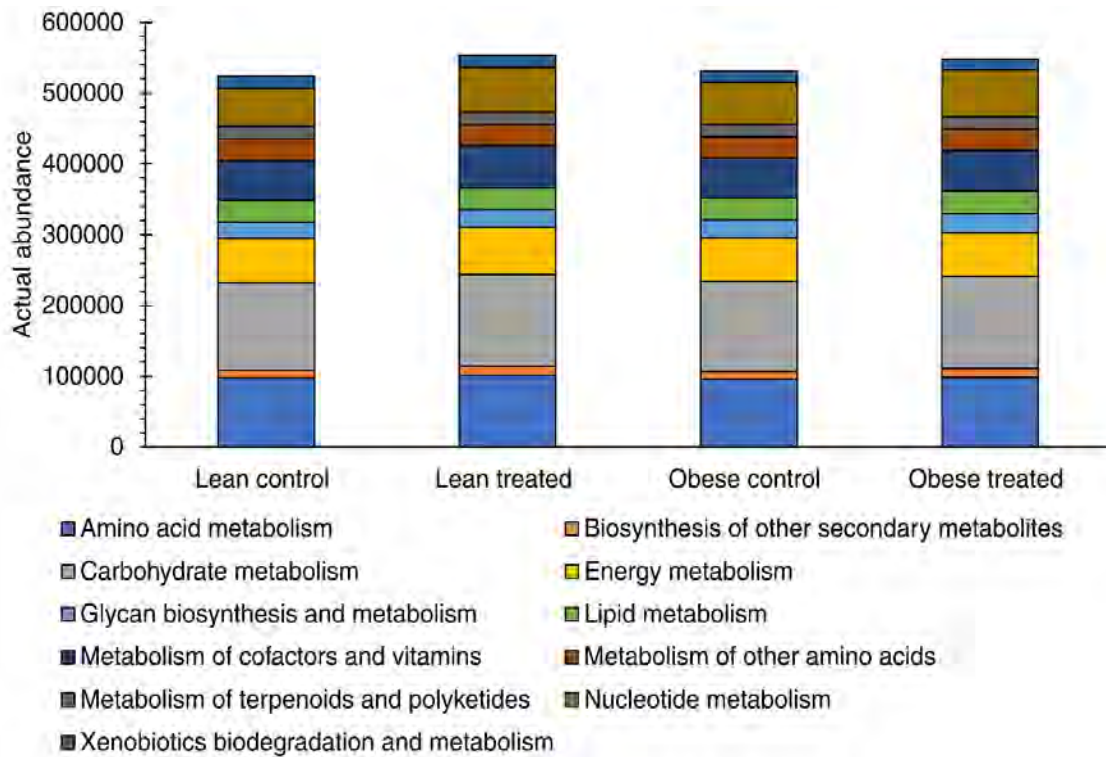 600000
500000
400000
300000
200000
100000
0
Actual abundance
Lean control Lean treated Obese control Obese treated
Amino acid metabolism Biosynthesis of other secondary metabolites
Carbohydrate metabolism Energy metabolism
Glycan biosynthesis and metabolism Lipid metabolism
Metabolism of cofactors and vitamins Metabolism of other amino acids
Metabolism of terpenoids and polyketides Nucleotide metabolism
Xenobiotics biodegradation and metabolism